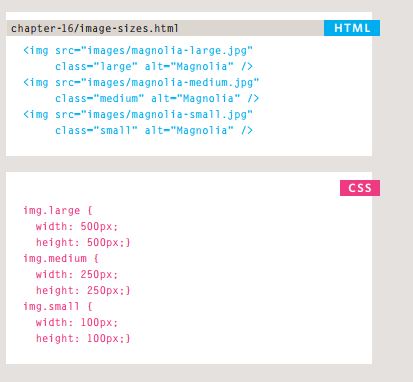 chapter-16/image-sizes.html HTML
<img src="images/magnolia-large.jpg"
class="large" alt="Magnolia" />
<img src="images/magnolia-medium.jpg"
class="medium" alt="Magnolia" />
<img src="images/magnolia-small.jpg"
class="small" alt="Magnolia" />
CSS
img.large {
width: 500px;
height: 500px;}
img.medium {
width: 250px;
height: 250px;}
img.small {
width: 100px;
height: 100px;}